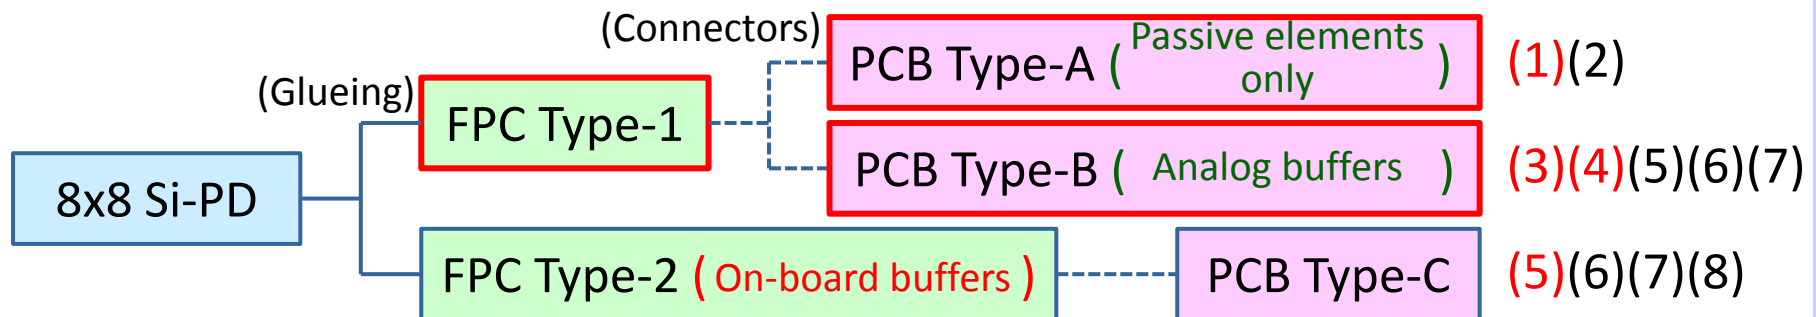 (Connectors)
PCB Type-A ( Passive elements only ) (1)(2)
(Glueing)
FPC Type-1
PCB Type-B ( Analog buffers ) (3)(4)(5)(6)(7)
8x8 Si-PD
FPC Type-2 ( On-board buffers )
PCB Type-C (5)(6)(7)(8)